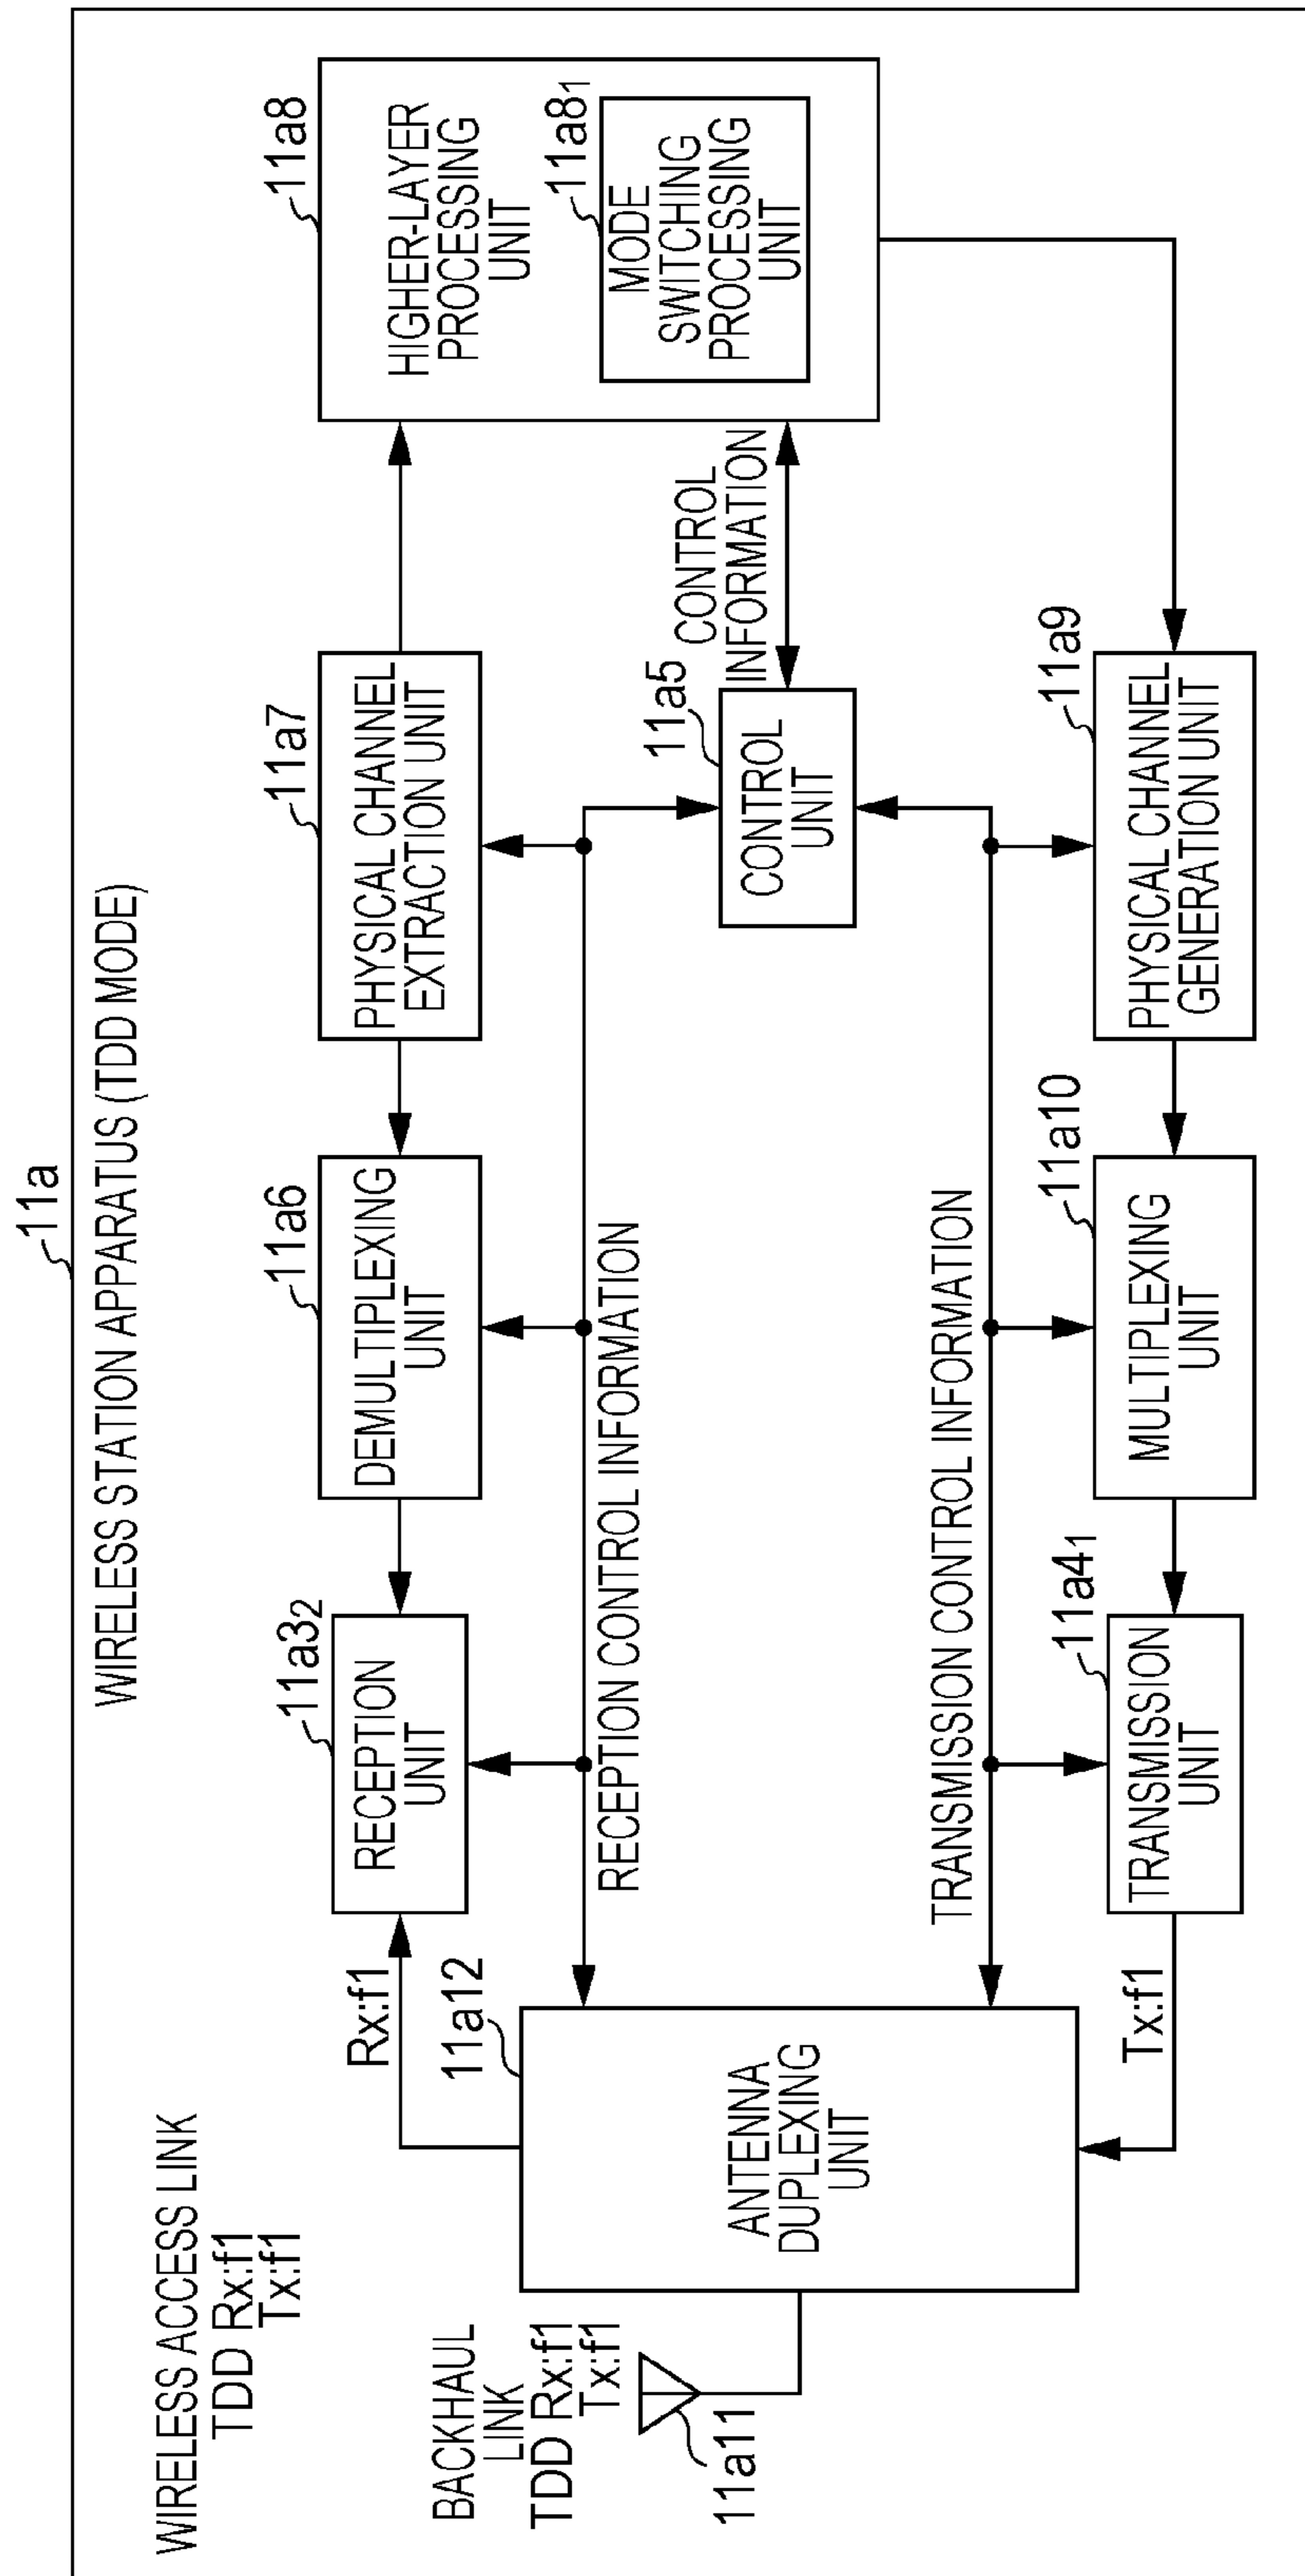 11a
WIRELESS STATION APPARATUS (TDD MODE)
WIRELESS ACCESS LINK
TDD Rx:f1
Tx:f1
BACKHAUL
LINK
TDD Rx:f1
Tx:f1
11a11
ANTENNA
DUPLEXING
UNIT
11a12
Rx:f1
Tx:f1
RECEPTION
UNIT
11a3₂
DEMULTIPLEXING
UNIT
11a6
PHYSICAL CHANNEL
EXTRACTION UNIT
11a7
HIGHER-LAYER
PROCESSING
UNIT
11a8
MODE
SWITCHING
PROCESSING
UNIT
11a8₁
RECEPTION CONTROL INFORMATION
CONTROL
UNIT
11a5
CONTROL
INFORMATION
TRANSMISSION CONTROL INFORMATION
TRANSMISSION
UNIT
11a4₁
MULTIPLEXING
UNIT
11a10
PHYSICAL CHANNEL
GENERATION UNIT
11a9